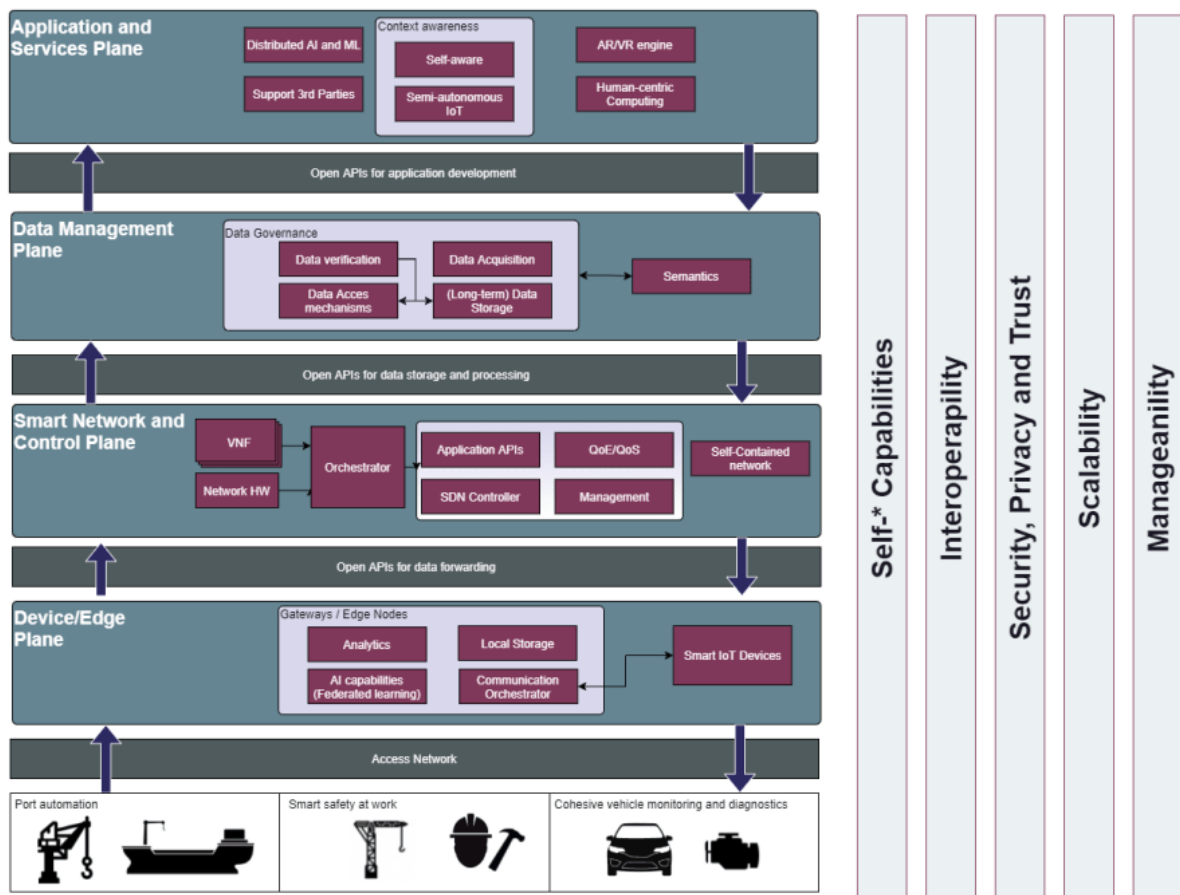 Application and
Services Plane
Distributed AI and ML
Support 3rd Parties
Context awareness
Self-aware
Semi-autonomous
IoT
AR/VR engine
Human-centric
Computing
Open APIs for application development
Data Management
Plane
Data Governance
Data verification
Data Acquisition
Data Acces
mechanisms
(Long-term) Data
Storage
Semantics
Open APIs for data storage and processing
Smart Network and
Control Plane
VNF
Network HW
Orchestrator
Application APIs
QoE/QoS
SDN Controller
Management
Self-Contained
network
Open APIs for data forwarding
Device/Edge
Plane
Gateways / Edge Nodes
Analytics
Local Storage
AI capabilities
(Federated learning)
Communication
Orchestrator
Smart IoT Devices
Access Network
Port automation
Smart safety at work
Cohesive vehicle monitoring and diagnostics
Self-* Capabilities
Interoperapility
Security, Privacy and Trust
Scalability
Manageanility